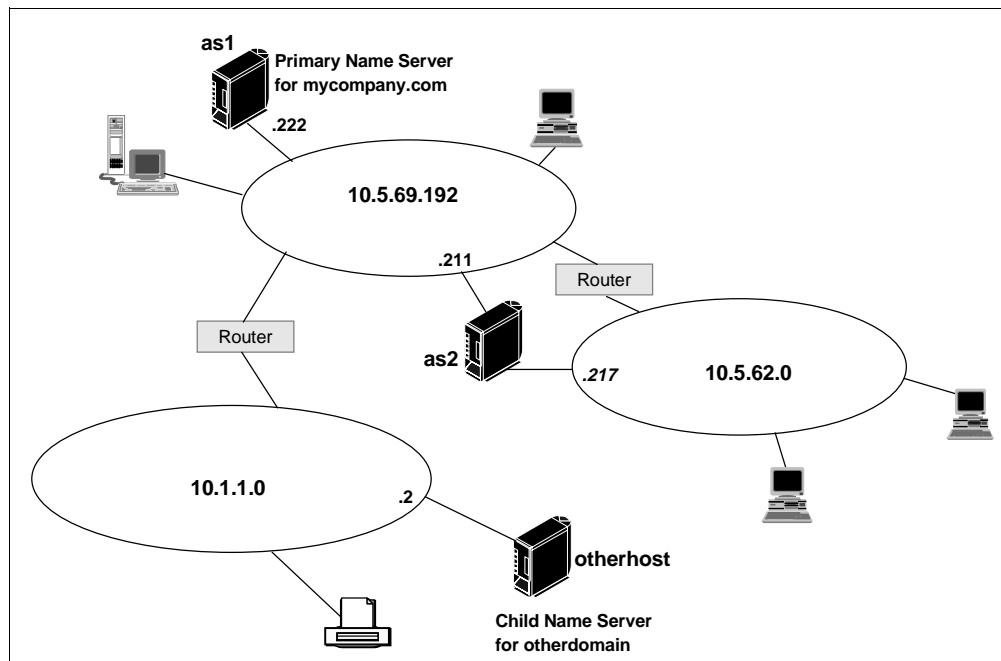 as1
Primary Name Server
for mycompany.com
.222
10.5.69.192
.211
Router
Router
as2
.217
10.5.62.0
10.1.1.0
.2
otherhost
Child Name Server
for otherdomain